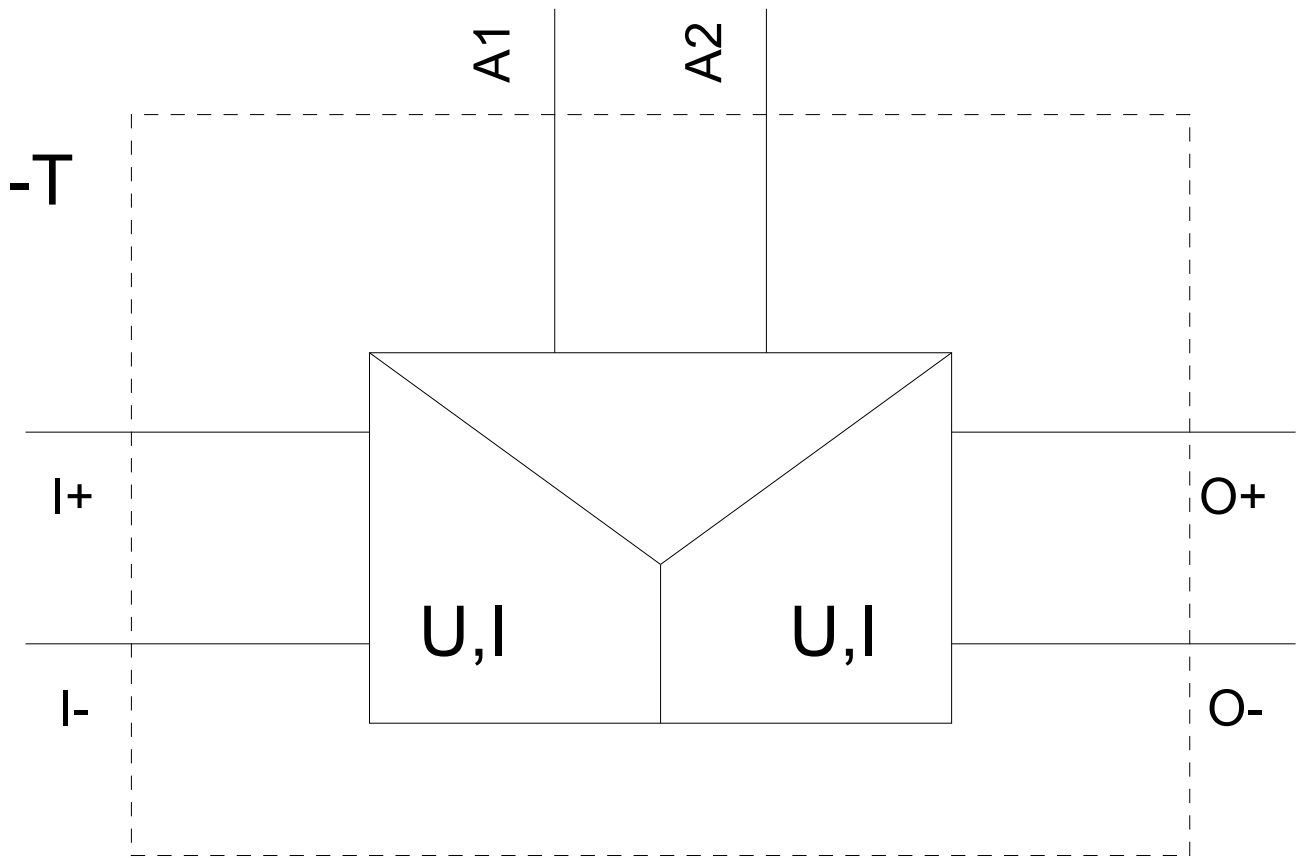 A1
A2
-T
I+
O+
U,I
U,I
I-
O-